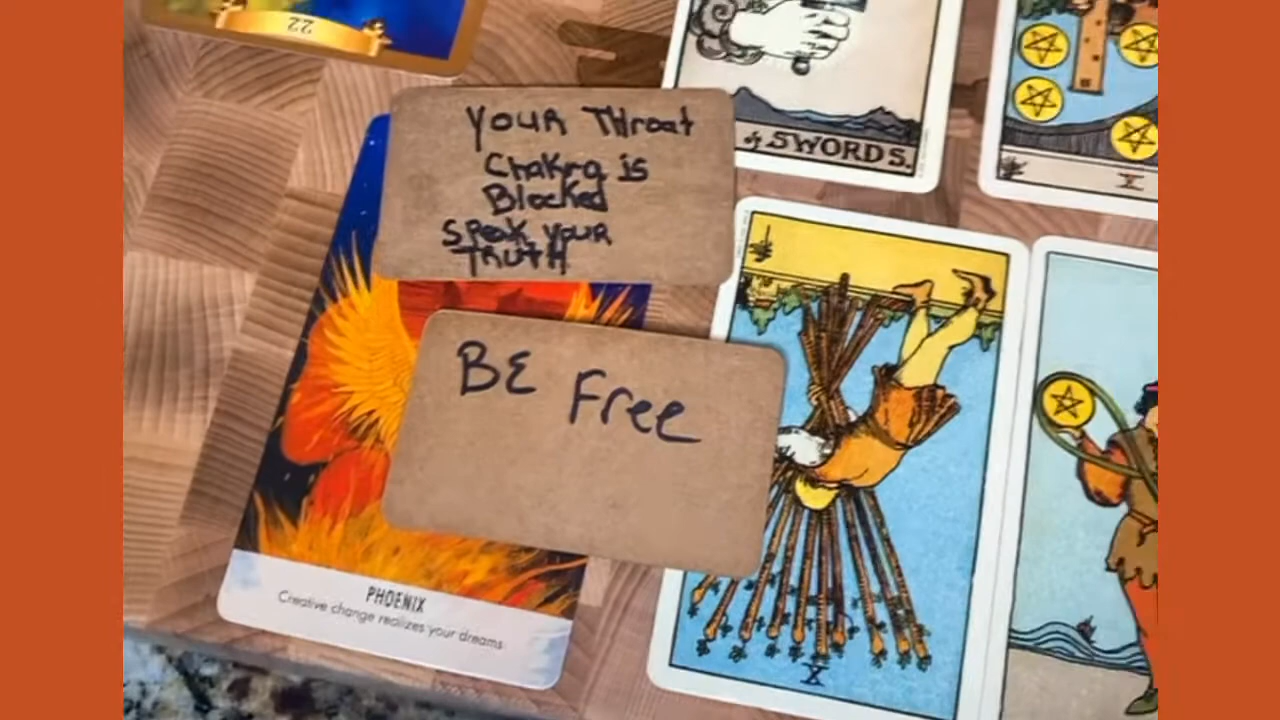 22
YOUR THROAT
Chakra is
Blocked
SPEAK YOUR
TRUTH
BE Free
PHOENIX
Creative change realizes your dreams
SWORDS.
X
X